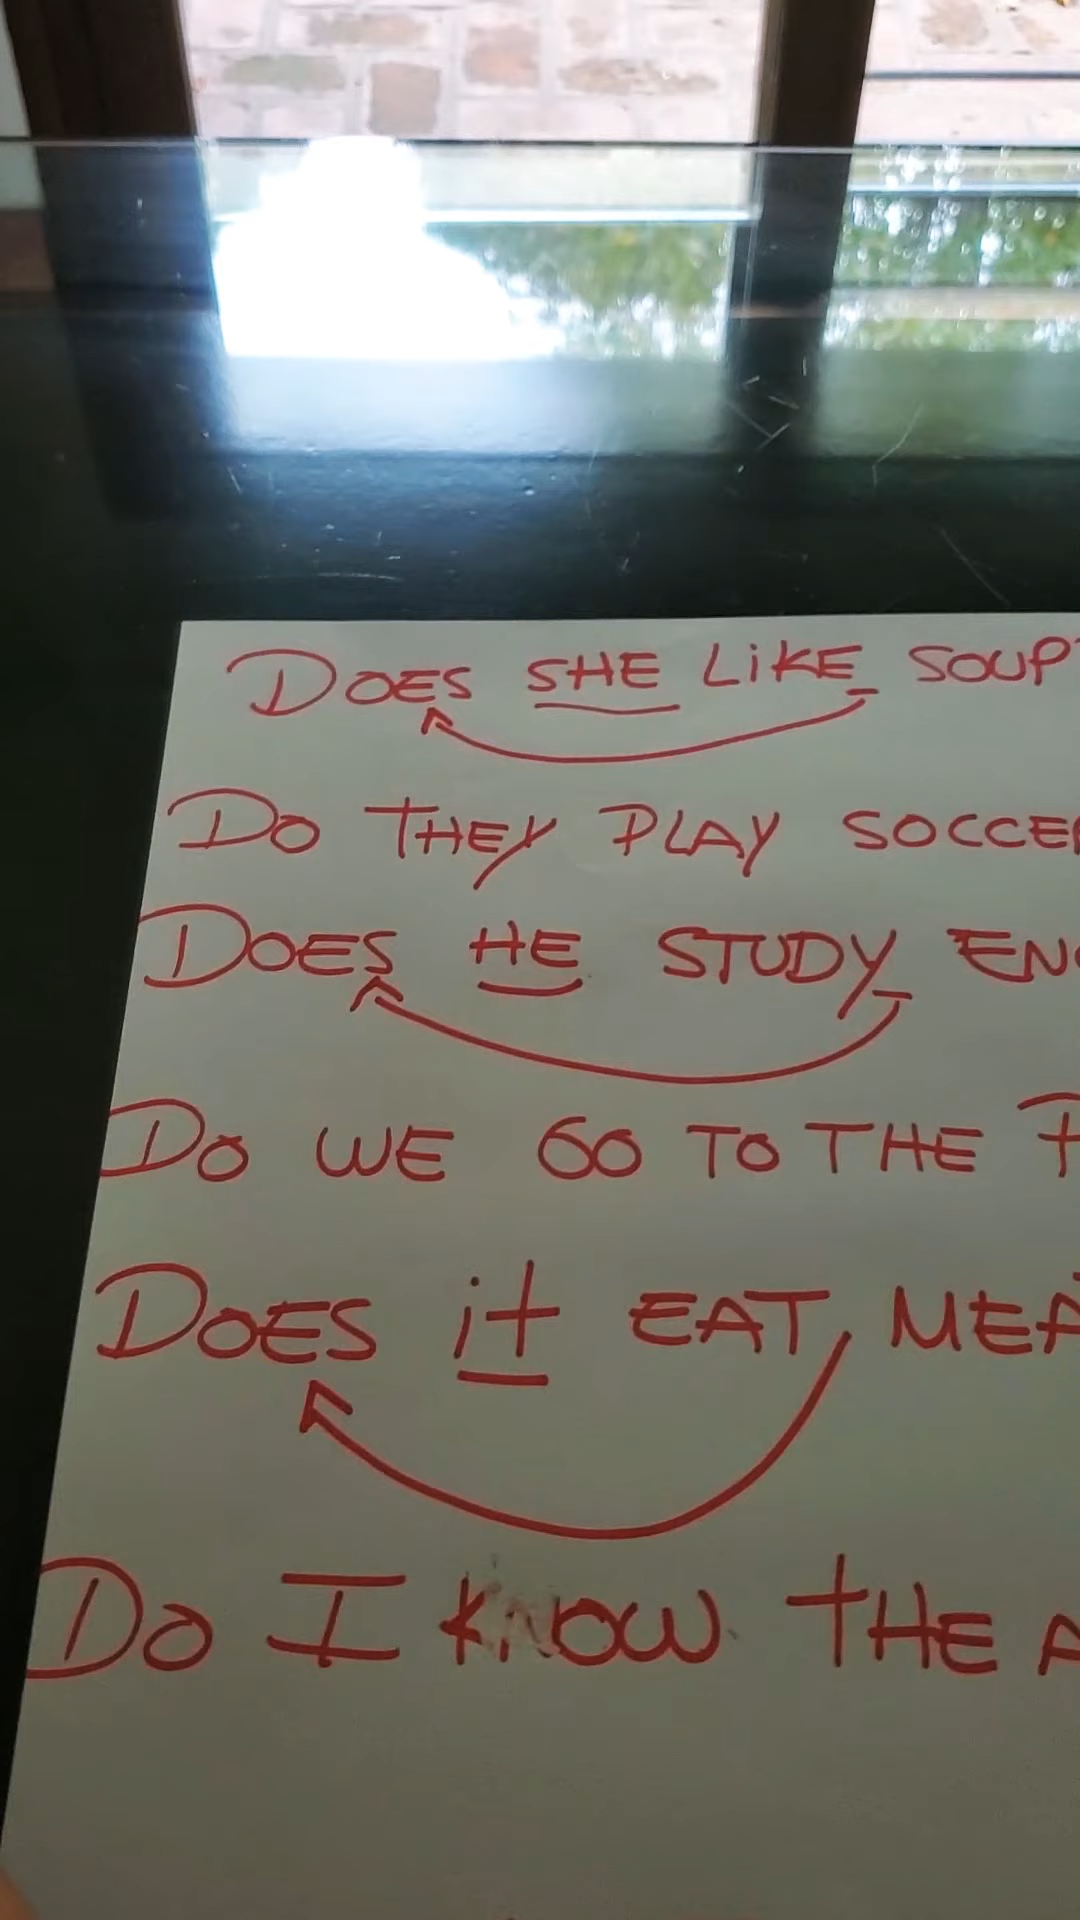 DOES SHE LiKE SOUP
DO THEY PLAY SOCCER
DOES HE STUDY
DO WE GO TO THE
DOES it EAT
DO I KNOW THE